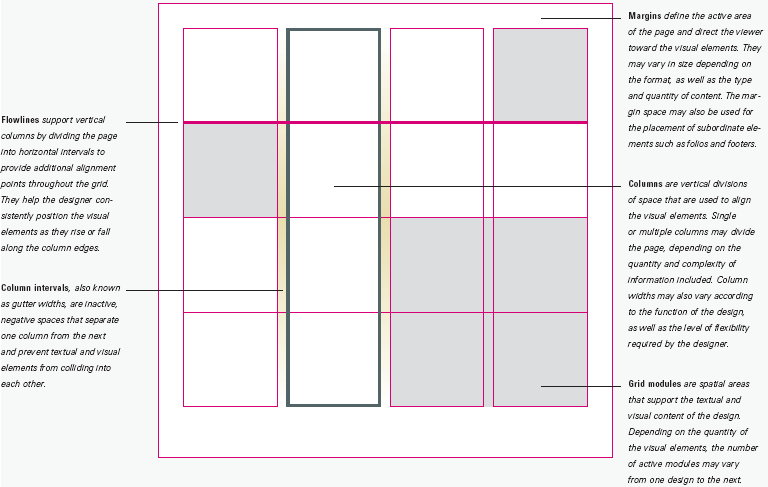 Flowlines support vertical
columns by dividing the page
into horizontal intervals to
provide additional alignment
points throughout the grid.
They help the designer con-
sistently position the visual
elements as they rise or fall
along the column edges.
Column intervals, also known
as gutter widths, are inactive,
negative spaces that separate
one column from the next
and prevent textual and visual
elements from colliding into
each other.
Margins define the active area
of the page and direct the viewer
toward the visual elements. They
may vary in size depending on
the format, as well as the type
and quantity of content. The mar-
gin space may also be used for
the placement of subordinate ele-
ments such as folios and footers.
Columns are vertical divisions
of space that are used to align
the visual elements. Single
or multiple columns may divide
the page, depending on the
quantity and complexity of
information included. Column
widths may also vary according
to the function of the design,
as well as the level of flexibility
required by the designer.
Grid modules are spatial areas
that support the textual and
visual content of the design.
Depending on the quantity of
the visual elements, the number
of active modules may vary
from one design to the next.